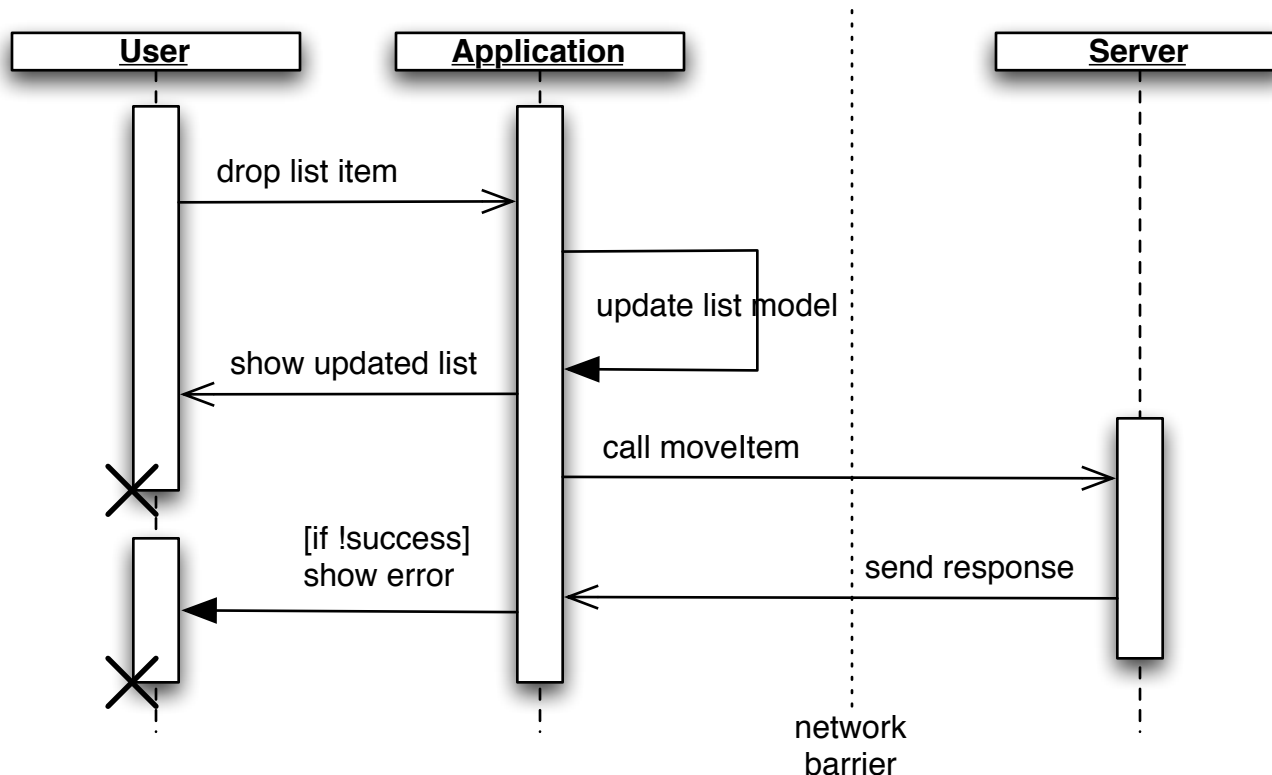 User
Application
Server
drop list item
update list model
show updated list
call moveItem
[if !success]
show error
send response
network
barrier